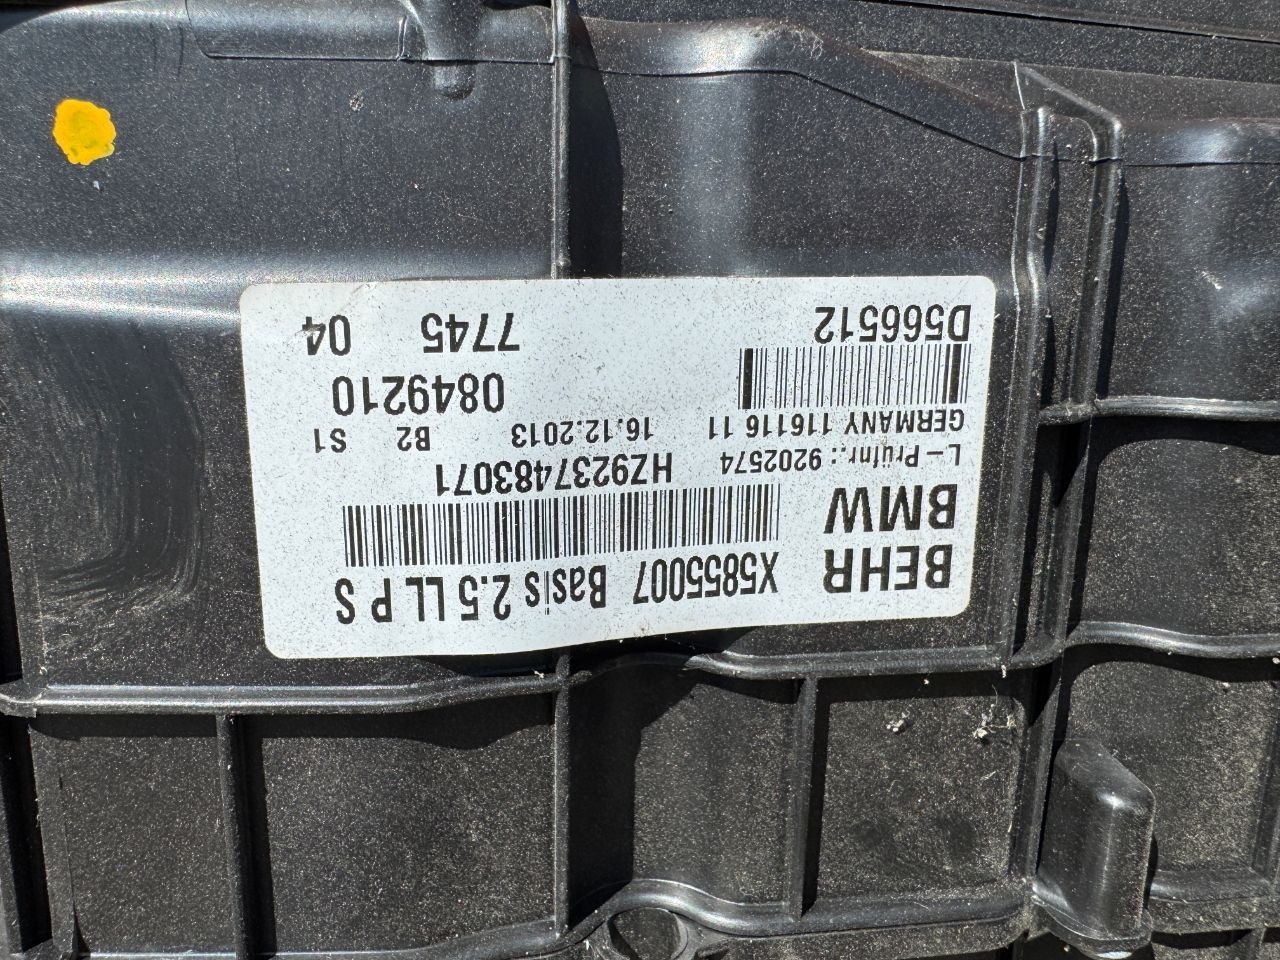 BEHR X5855007 Basis 2.5 LL P S
BMW
L-Prüfnr.: 9202574 HZ9237483071
GERMANY 116116 11 16.12.2013 B2 S1
0849210
D566512 7745 04